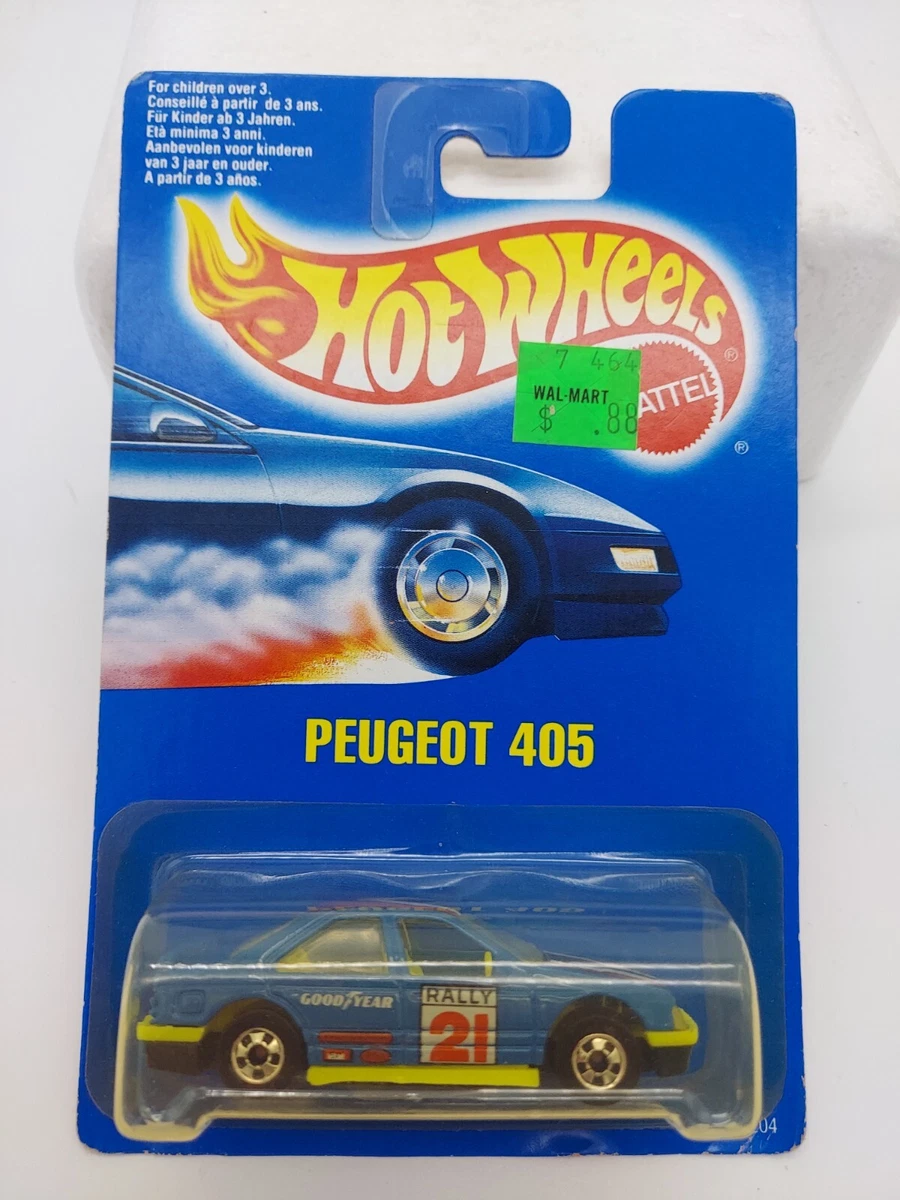 For children over 3.
Conseillé à partir de 3 ans.
Für Kinder ab 3 Jahren.
Età minima 3 anni.
Aanbevolen voor kinderen
van 3 jaar en ouder.
A partir de 3 años.
HOT WHEELS
®
7 464
WAL-MART
$ .88
ATTEL
®
PEUGEOT 405
GOODYEAR
RALLY
21
04